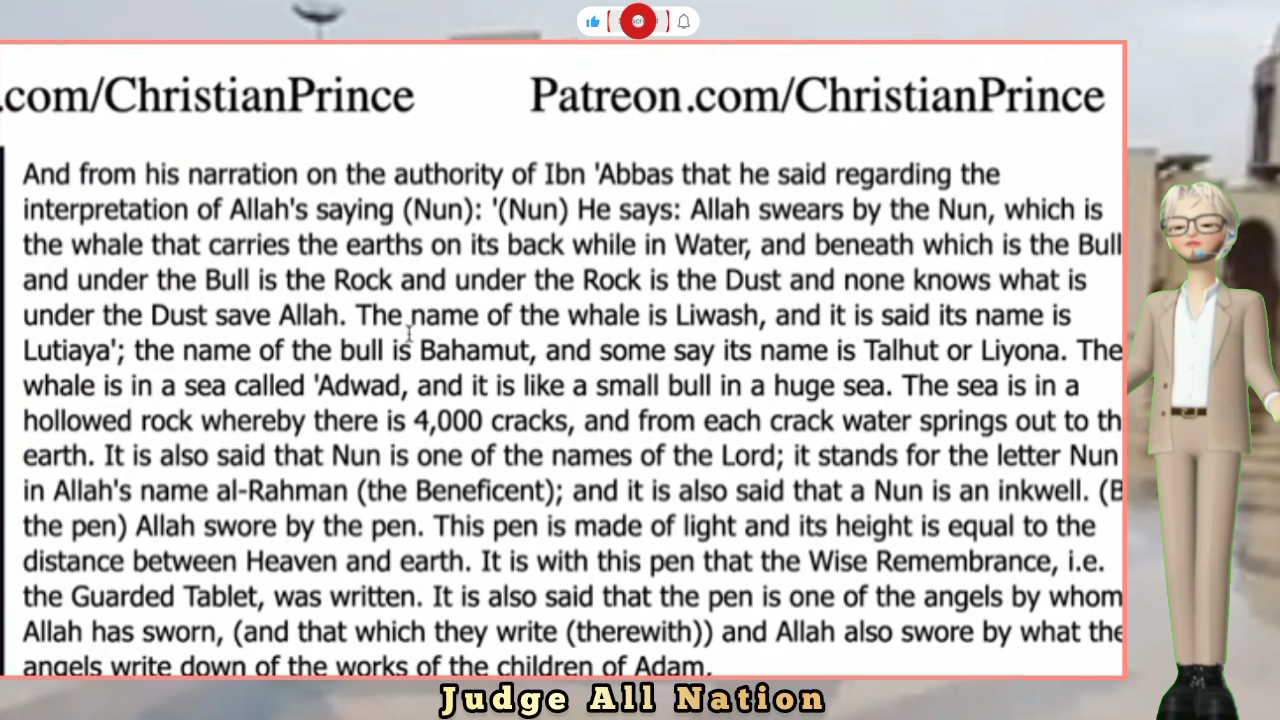 .com/ChristianPrince Patreon.com/ChristianPrince
And from his narration on the authority of Ibn 'Abbas that he said regarding the
interpretation of Allah's saying (Nun): '(Nun) He says: Allah swears by the Nun, which is
the whale that carries the earths on its back while in Water, and beneath which is the Bull
and under the Bull is the Rock and under the Rock is the Dust and none knows what is
under the Dust save Allah. The name of the whale is Liwash, and it is said its name is
Lutiaya'; the name of the bull is Bahamut, and some say its name is Talhut or Liyona. The
whale is in a sea called 'Adwad, and it is like a small bull in a huge sea. The sea is in a
hollowed rock whereby there is 4,000 cracks, and from each crack water springs out to th
earth. It is also said that Nun is one of the names of the Lord; it stands for the letter Nun
in Allah's name al-Rahman (the Beneficent); and it is also said that a Nun is an inkwell. (B
the pen) Allah swore by the pen. This pen is made of light and its height is equal to the
distance between Heaven and earth. It is with this pen that the Wise Remembrance, i.e.
the Guarded Tablet, was written. It is also said that the pen is one of the angels by whom
Allah has sworn, (and that which they write (therewith)) and Allah also swore by what the
angels write down of the works of the children of Adam.
Judge All Nation